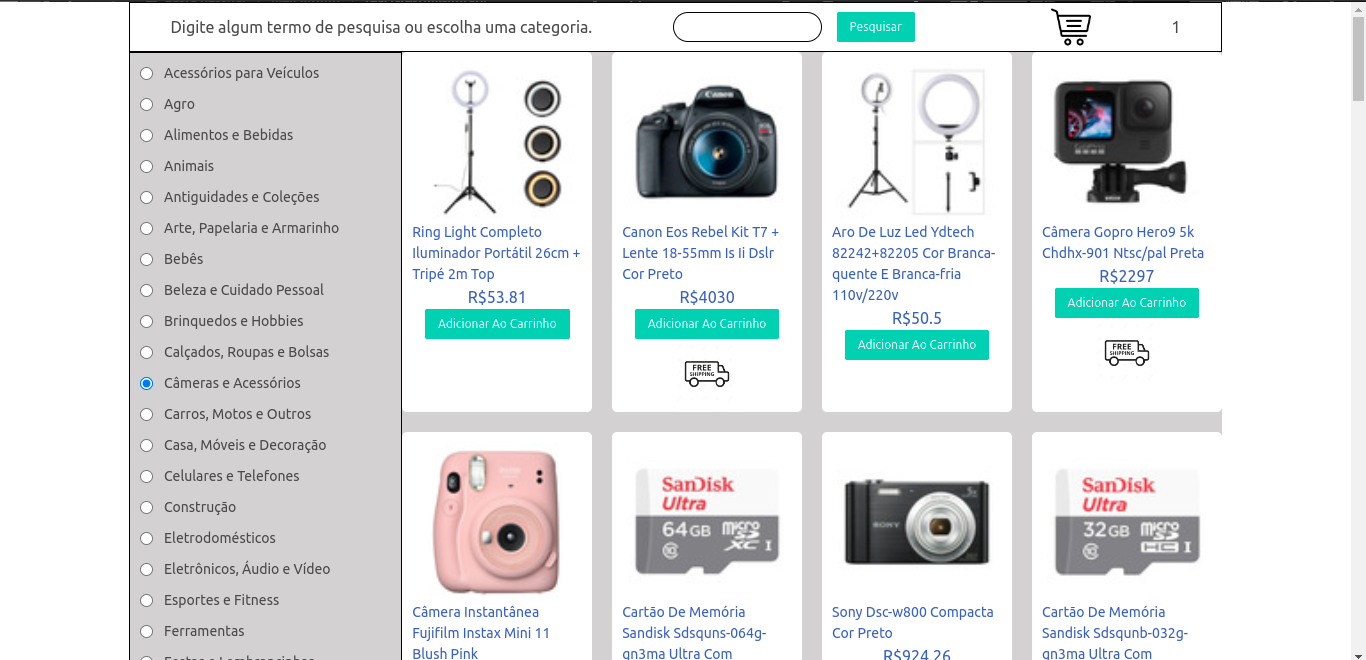 Digite algum termo de pesquisa ou escolha uma categoria.
Pesquisar
1
Acessórios para Veículos
Agro
Alimentos e Bebidas
Animais
Antiguidades e Coleções
Arte, Papelaria e Armarinho
Bebês
Beleza e Cuidado Pessoal
Brinquedos e Hobbies
Calçados, Roupas e Bolsas
Câmeras e Acessórios
Carros, Motos e Outros
Casa, Móveis e Decoração
Celulares e Telefones
Construção
Eletrodomésticos
Eletrônicos, Áudio e Vídeo
Esportes e Fitness
Ferramentas
Ring Light Completo
Iluminador Portátil 26cm +
Tripé 2m Top
R$53.81
Adicionar Ao Carrinho
Canon
Canon Eos Rebel Kit T7 +
Lente 18-55mm Is Ii Dslr
Cor Preto
R$4030
Adicionar Ao Carrinho
FREE
SHIPPING
Aro De Luz Led Ydtech
82242+82205 Cor Branca-
quente E Branca-fria
110v/220v
R$50.5
Adicionar Ao Carrinho
Câmera Gopro Hero9 5k
Chdhx-901 Ntsc/pal Preta
R$2297
Adicionar Ao Carrinho
FREE
SHIPPING
Câmera Instantânea
Fujifilm Instax Mini 11
Blush Pink
SanDisk
Ultra
64GB micro
SD
XC I
Cartão De Memória
Sandisk Sdsquns-064g-
gn3ma Ultra Com
SONY
Sony Dsc-w800 Compacta
Cor Preto
R$924.26
SanDisk
Ultra
32GB micro
SD
HC I
Cartão De Memória
Sandisk Sdsqunb-032g-
gn3ma Ultra Com